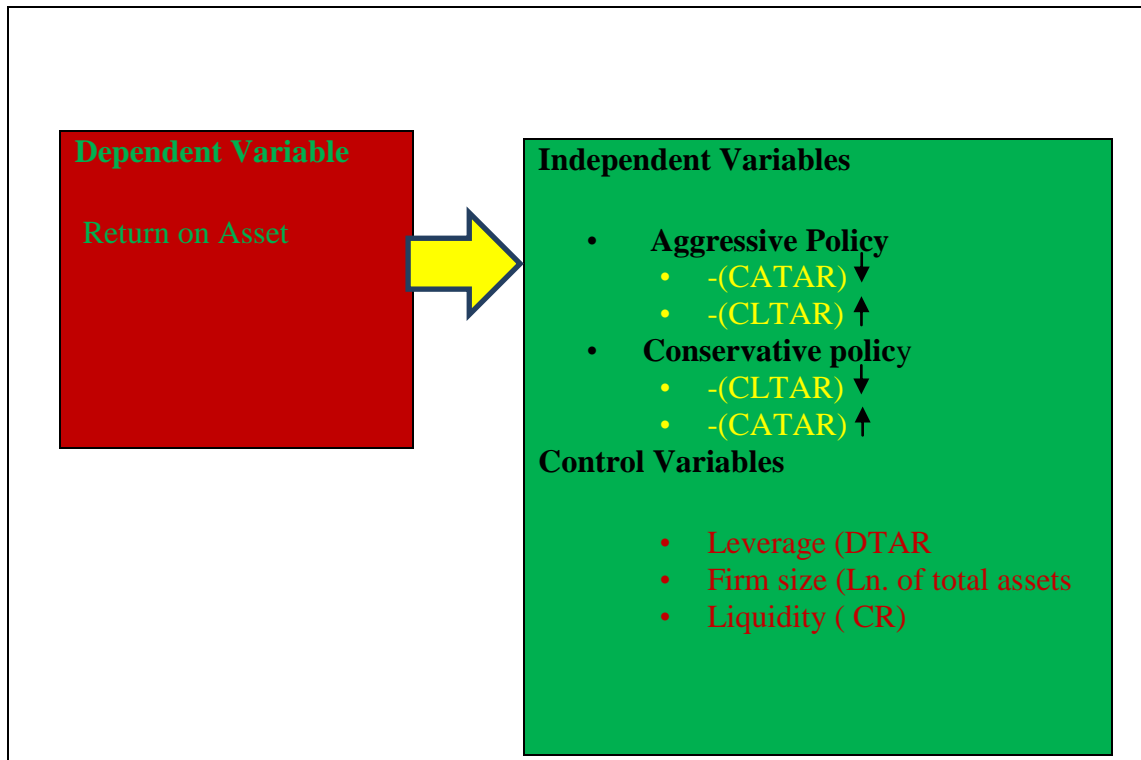 Dependent Variable
Return on Asset
Independent Variables
• Aggressive Policy
• -(CATAR)
• -(CLTAR)
• Conservative policy
• -(CLTAR)
• -(CATAR)
Control Variables
• Leverage (DTAR
• Firm size (Ln. of total assets
• Liquidity ( CR)